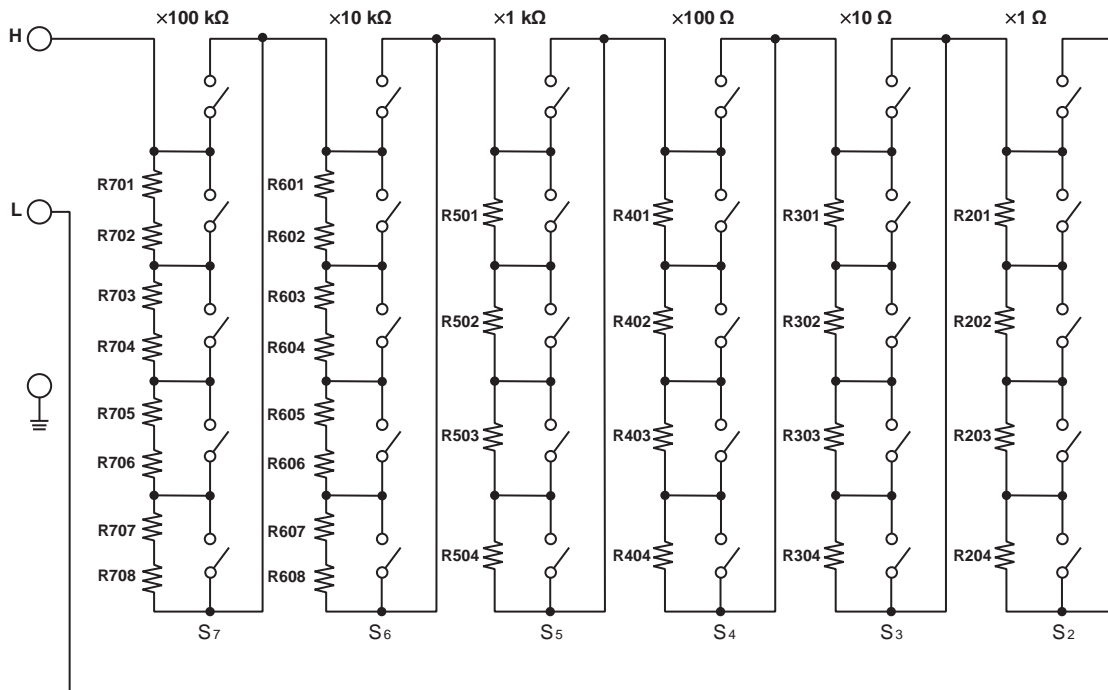 ×100 kΩ ×10 kΩ ×1 kΩ ×100 Ω ×10 Ω ×1 Ω
H
R701 R601
R501 R401 R301 R201
L
R702 R602
R703 R603
R502 R402 R302 R202
R704 R604
R705 R605
R503 R403 R303 R203
R706 R606
R707 R607
R504 R404 R304 R204
R708 R608
S7 S6 S5 S4 S3 S2